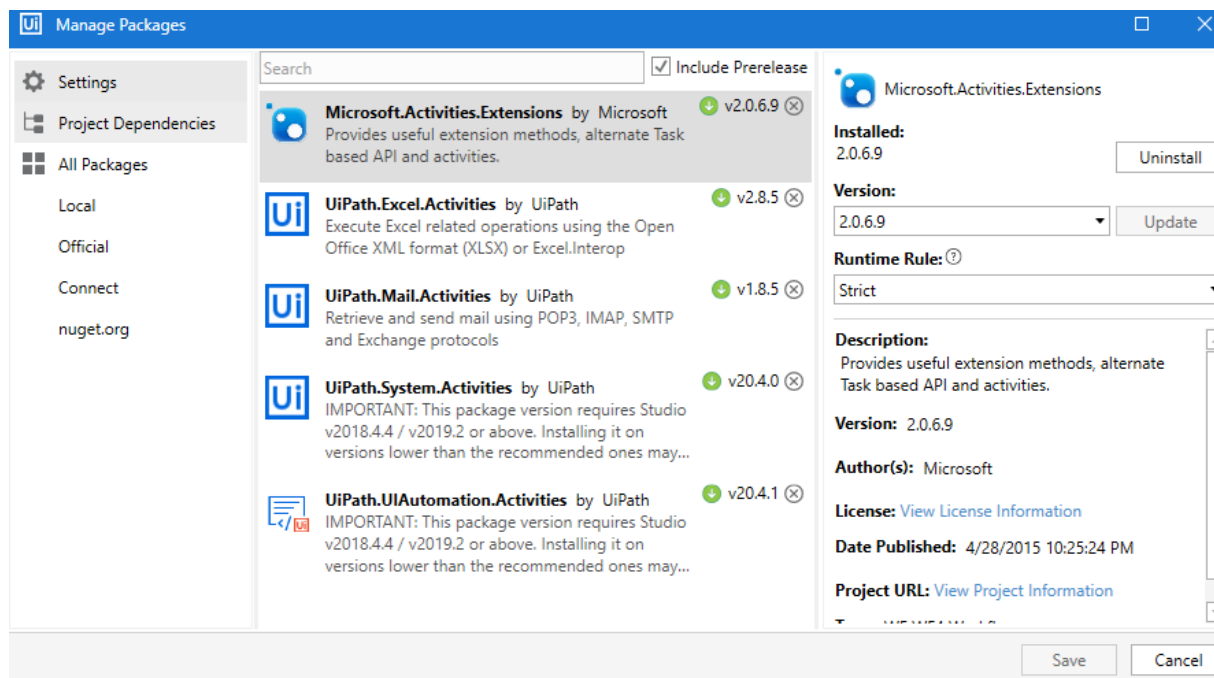 Ui Manage Packages
Settings
Project Dependencies
All Packages
Local
Official
Connect
nuget.org
Search
Include Prerelease
Microsoft.Activities.Extensions by Microsoft v2.0.6.9
Provides useful extension methods, alternate Task
based API and activities.
Ui UiPath.Excel.Activities by UiPath v2.8.5
Execute Excel related operations using the Open
Office XML format (XLSX) or Excel.Interop
Ui UiPath.Mail.Activities by UiPath v1.8.5
Retrieve and send mail using POP3, IMAP, SMTP
and Exchange protocols
Ui UiPath.System.Activities by UiPath v20.4.0
IMPORTANT: This package version requires Studio
v2018.4.4 / v2019.2 or above. Installing it on
versions lower than the recommended ones may...
Ui UiPath.UIAutomation.Activities by UiPath v20.4.1
IMPORTANT: This package version requires Studio
v2018.4.4 / v2019.2 or above. Installing it on
versions lower than the recommended ones may...
Microsoft.Activities.Extensions
Installed:
2.0.6.9
Uninstall
Version:
2.0.6.9
Update
Runtime Rule: ?
Strict
Description:
Provides useful extension methods, alternate
Task based API and activities.
Version: 2.0.6.9
Author(s): Microsoft
License: View License Information
Date Published: 4/28/2015 10:25:24 PM
Project URL: View Project Information
Save
Cancel